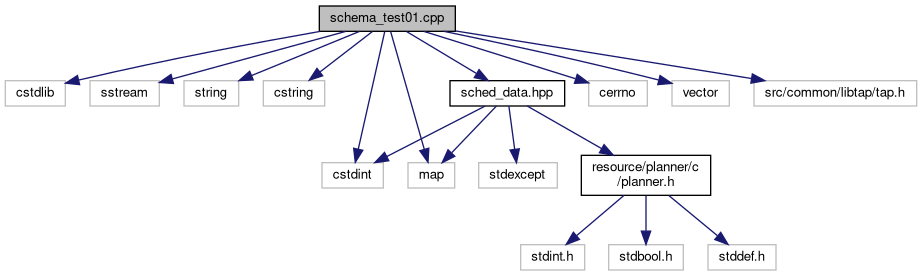 schema_test01.cpp
cstdlib
sstream
string
cstring
sched_data.hpp
cerrno
vector
src/common/libtap/tap.h
cstdint
map
stdexcept
resource/planner/c
/planner.h
stdint.h
stdbool.h
stddef.h